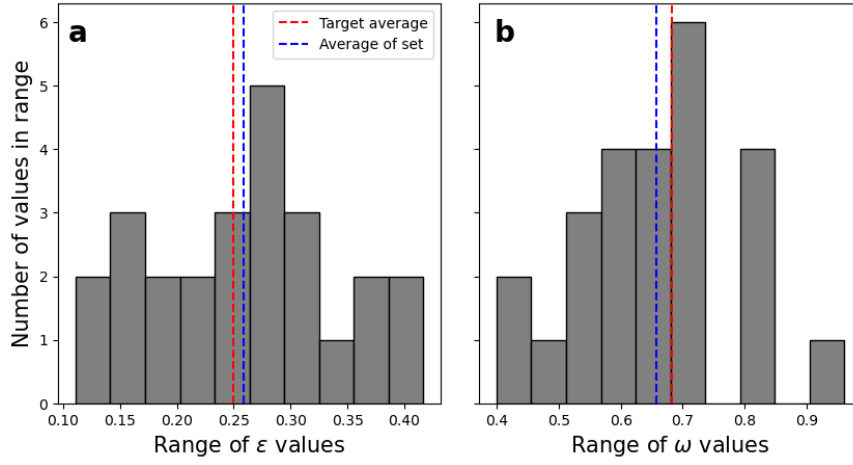 a
Target average
Average of set
b
Number of values in range
6
5
4
3
2
1
0
0.10 0.15 0.20 0.25 0.30 0.35 0.40
0.4 0.5 0.6 0.7 0.8 0.9
Range of ε values
Range of ω values